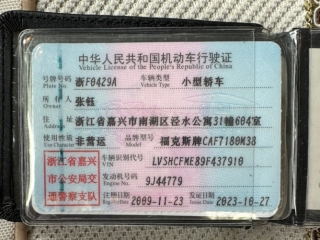 中华人民共和国机动车行驶证
Vehicle License of the People's Republic of China
号牌号码 浙F0429A 车辆类型 小型轿车
Plate No. Vehicle Type
所有人 张钰
Owner
住址 浙江省嘉兴市南湖区泾水公寓31幢604室
Address
使用性质 非营运 品牌型号 福克斯牌CAF7180M38
浙江省嘉兴市公安局交通警察支队
车辆识别代号 LVSHCFME89F437910
VIN
发动机号码 9J44779
Engine No.
注册日期 2009-11-23 发证日期 2023-10-27
Register Date Issue Date